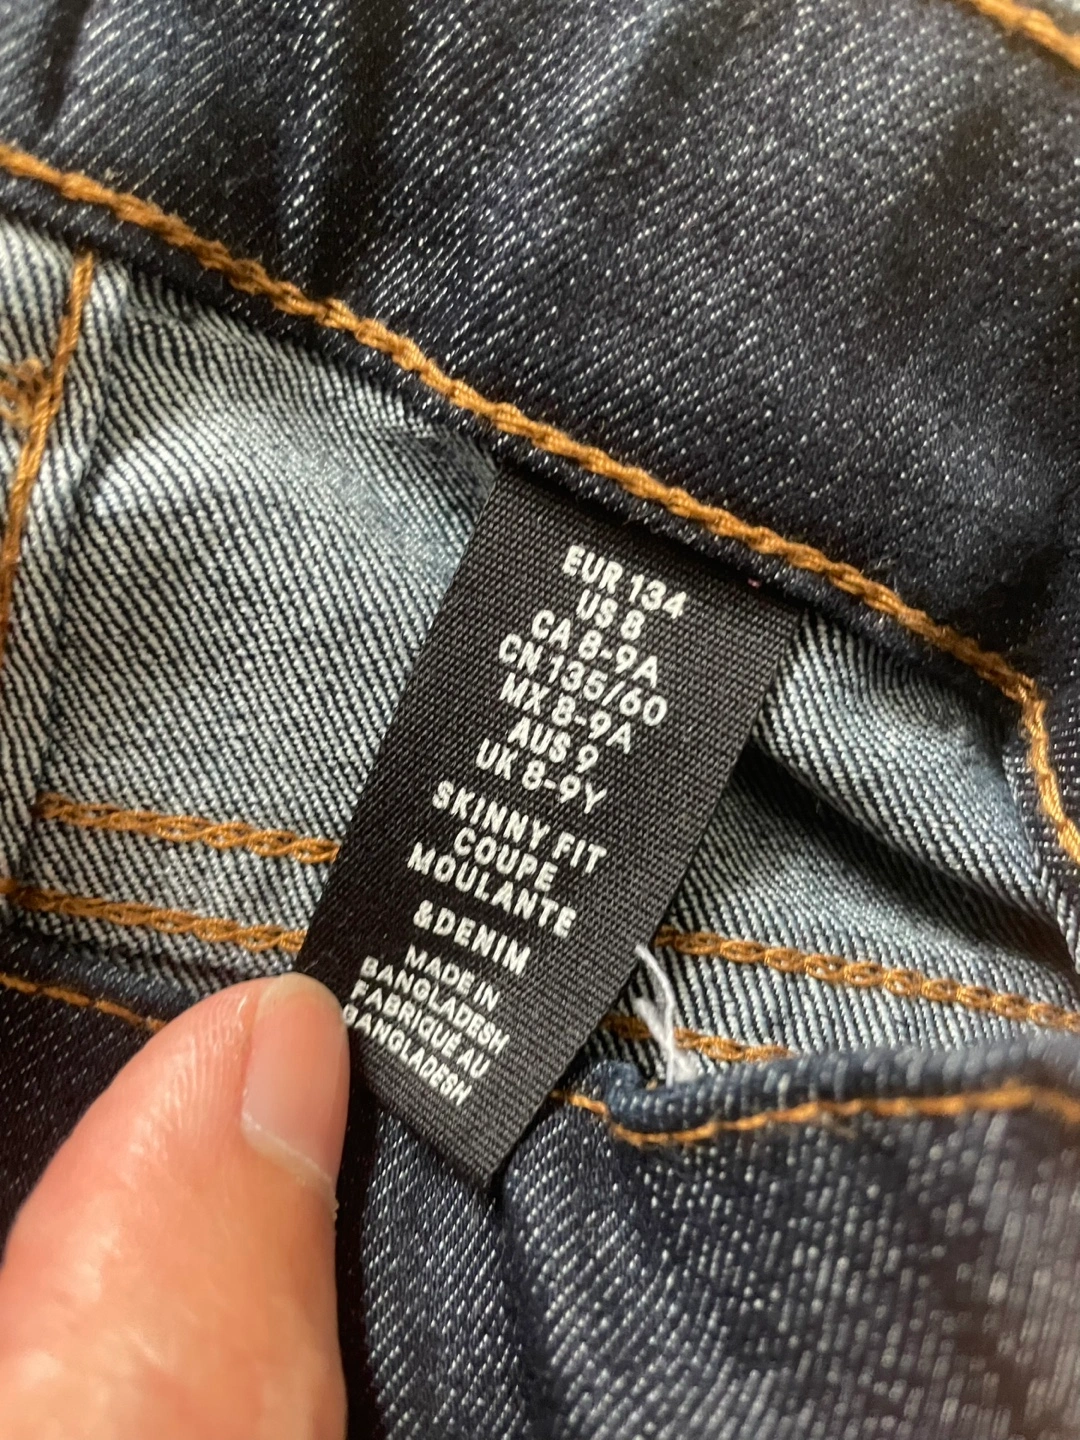 EUR 134
US 8
CA 8-9A
CN 135/60
MX 8-9A
AUS 9
UK 8-9Y
SKINNY FIT
COUPE
MOULANTE
&DENIM
MADE IN
BANGLADESH
FABRIQUE AU
BANGLADESH